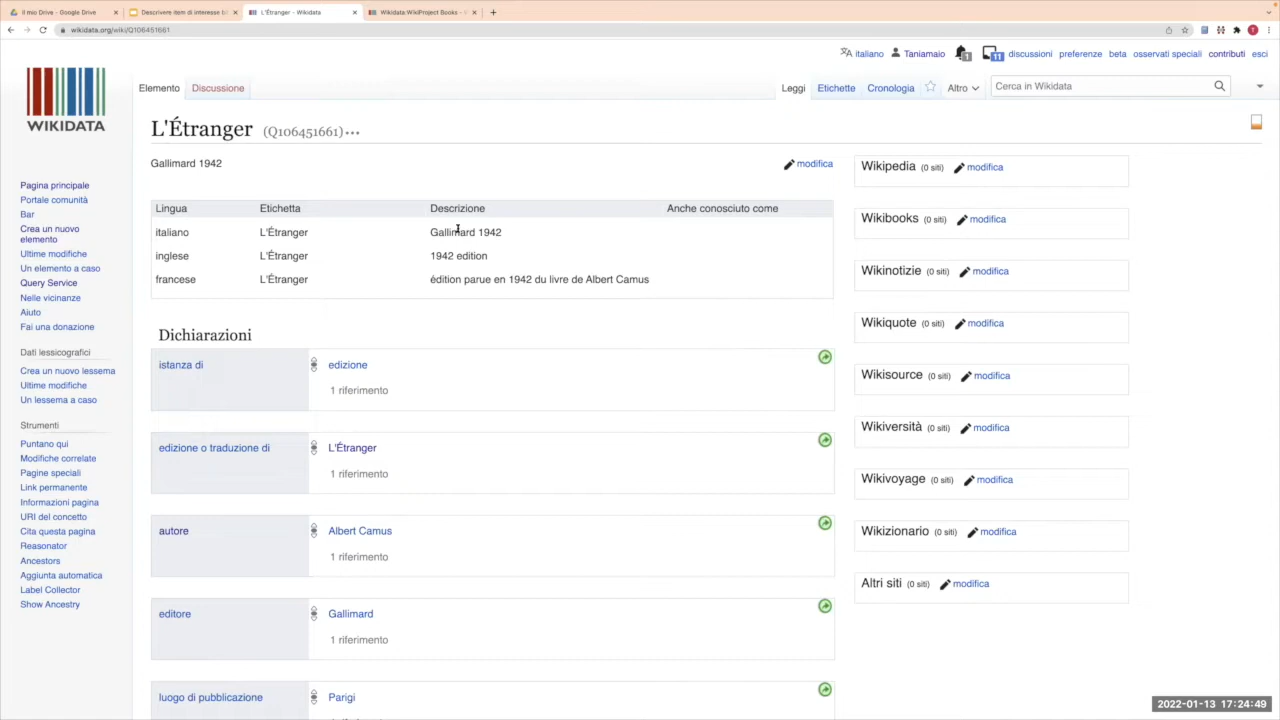 il mio Drive - Google Drive
Descrivere item di interesse bi
L'Étranger - Wikidata
Wikidata:WikiProject Books - 
wikidata.org/wiki/Q106451661
italiano Taniamaio 1 11 discussioni preferenze beta osservati speciali contributi esci
WIKIDATA
Elemento Discussione Leggi Etichette Cronologia Altro Cerca in Wikidata
L'Étranger (Q106451661)
Gallimard 1942
modifica
Lingua Etichetta Descrizione Anche conosciuto come
italiano L'Étranger Gallimard 1942
inglese L'Étranger 1942 edition
francese L'Étranger édition parue en 1942 du livre de Albert Camus
Dichiarazioni
istanza di edizione
1 riferimento
edizione o traduzione di L'Étranger
1 riferimento
autore Albert Camus
1 riferimento
editore Gallimard
1 riferimento
luogo di pubblicazione Parigi
Pagina principale
Portale comunità
Bar
Crea un nuovo
elemento
Ultime modifiche
Un elemento a caso
Query Service
Nelle vicinanze
Aiuto
Fai una donazione
Dati lessicografici
Crea un nuovo lessema
Ultime modifiche
Un lessema a caso
Strumenti
Puntano qui
Modifiche correlate
Pagine speciali
Link permanente
Informazioni pagina
URI del concetto
Cita questa pagina
Reasonator
Ancestors
Aggiunta automatica
Label Collector
Show Ancestry
Wikipedia (0 siti) modifica
Wikibooks (0 siti) modifica
Wikinotizie (0 siti) modifica
Wikiquote (0 siti) modifica
Wikisource (0 siti) modifica
Wikiversità (0 siti) modifica
Wikivoyage (0 siti) modifica
Wikizionario (0 siti) modifica
Altri siti (0 siti) modifica
2022-01-13 17:24:49